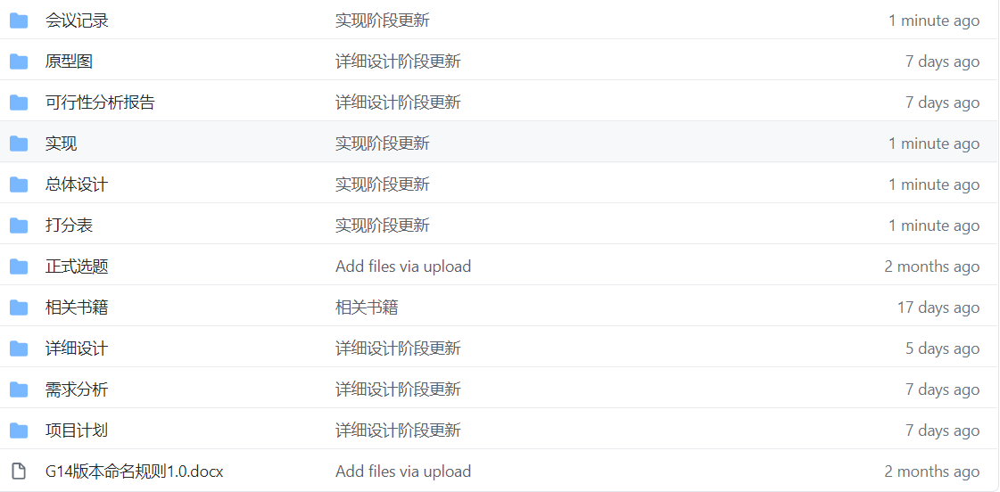 会议记录 实现阶段更新 1 minute ago
原型图 详细设计阶段更新 7 days ago
可行性分析报告 详细设计阶段更新 7 days ago
实现 实现阶段更新 1 minute ago
总体设计 实现阶段更新 1 minute ago
打分表 实现阶段更新 1 minute ago
正式选题 Add files via upload 2 months ago
相关书籍 相关书籍 17 days ago
详细设计 详细设计阶段更新 5 days ago
需求分析 详细设计阶段更新 7 days ago
项目计划 详细设计阶段更新 7 days ago
G14版本命名规则1.0.docx Add files via upload 2 months ago